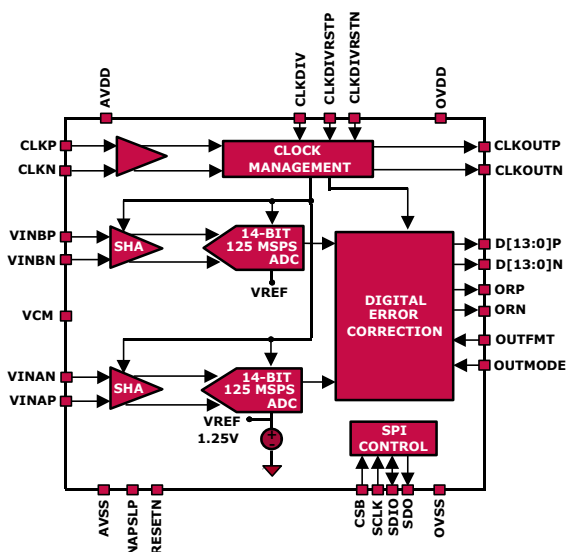 AVDD
CLKDIV
CLKDIVRSTP
CLKDIVRSTN
OVDD
CLKP
CLKN
CLOCK
MANAGEMENT
CLKOUTP
CLKOUTN
VINBP
VINBN
SHA
14-BIT
125 MSPS
ADC
VREF
D[13:0]P
D[13:0]N
ORP
ORN
DIGITAL
ERROR
CORRECTION
VCM
OUTFMT
OUTMODE
VINAN
VINAP
SHA
14-BIT
125 MSPS
ADC
VREF
1.25V
+
–
SPI
CONTROL
AVSS
NAPSLP
RESETN
CSB
SCLK
SDIO
SDO
OVSS